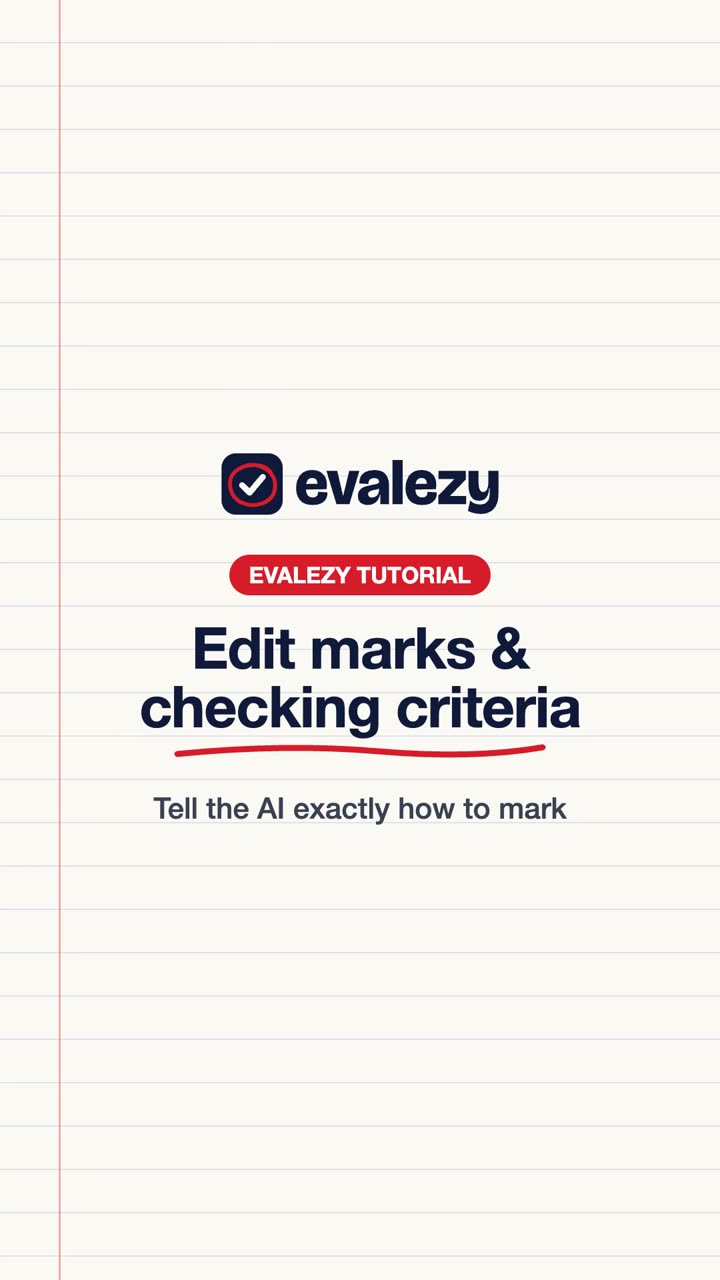 evalezy
EVALEZY TUTORIAL
Edit marks &
checking criteria
Tell the AI exactly how to mark